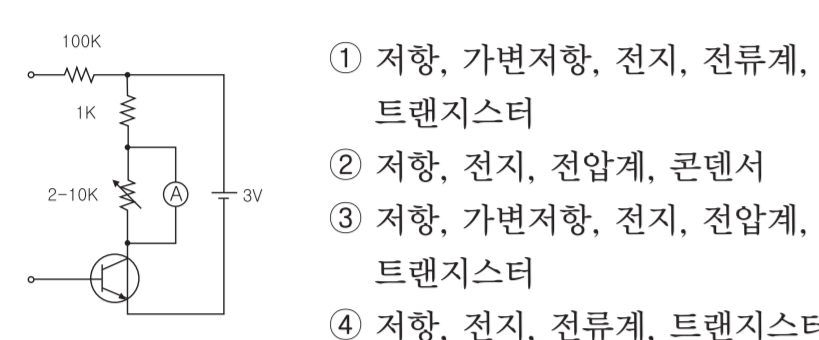 100K
1K
2-10K
A
3V
① 저항, 가변저항, 전지, 전류계,
트랜지스터
② 저항, 전지, 전압계, 콘덴서
③ 저항, 가변저항, 전지, 전압계,
트랜지스터
④ 저항, 전지, 전류계, 트랜지스터